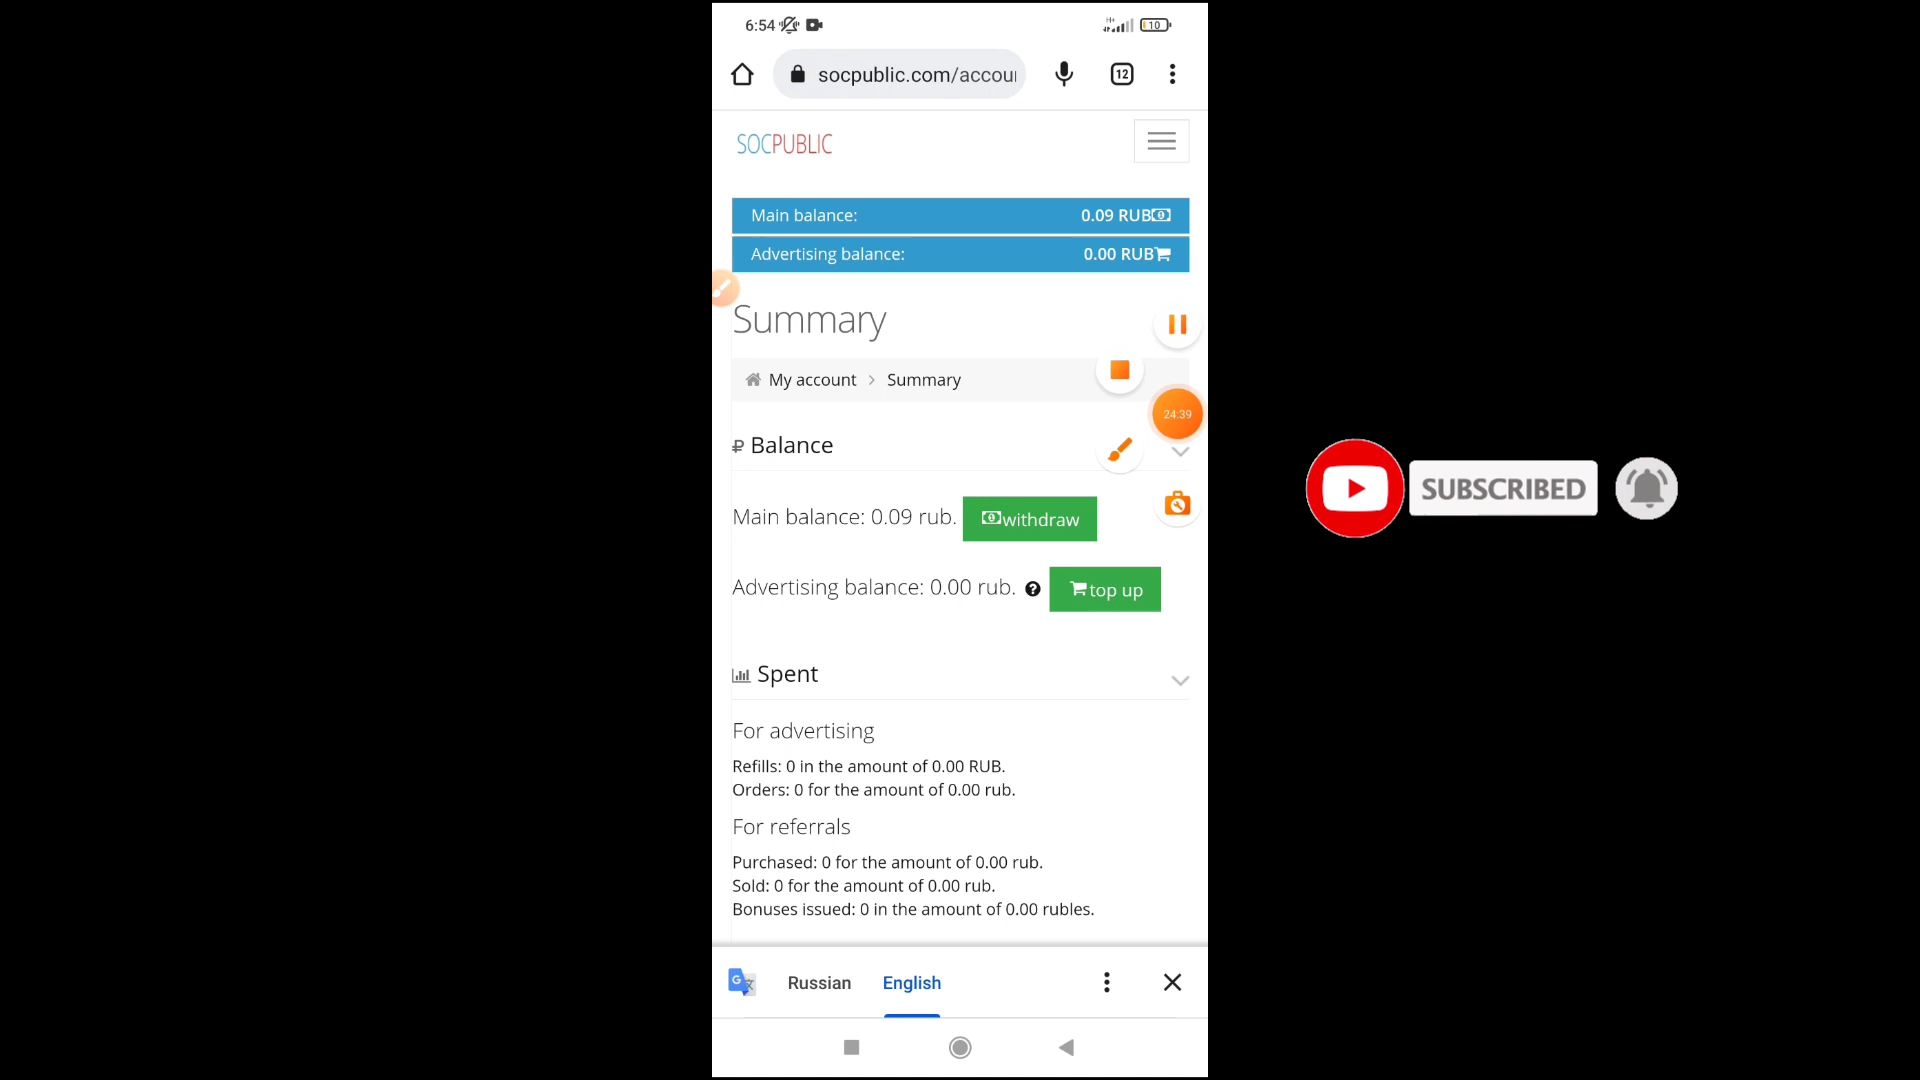 6:54
10
socpublic.com/accou
12
SOCPUBLIC
Main balance: 0.09 RUB
Advertising balance: 0.00 RUB
Summary
My account > Summary
24:39
₽ Balance
Main balance: 0.09 rub. withdraw
Advertising balance: 0.00 rub. ? top up
Spent
For advertising
Refills: 0 in the amount of 0.00 RUB.
Orders: 0 for the amount of 0.00 rub.
For referrals
Purchased: 0 for the amount of 0.00 rub.
Sold: 0 for the amount of 0.00 rub.
Bonuses issued: 0 in the amount of 0.00 rubles.
Russian English
SUBSCRIBED